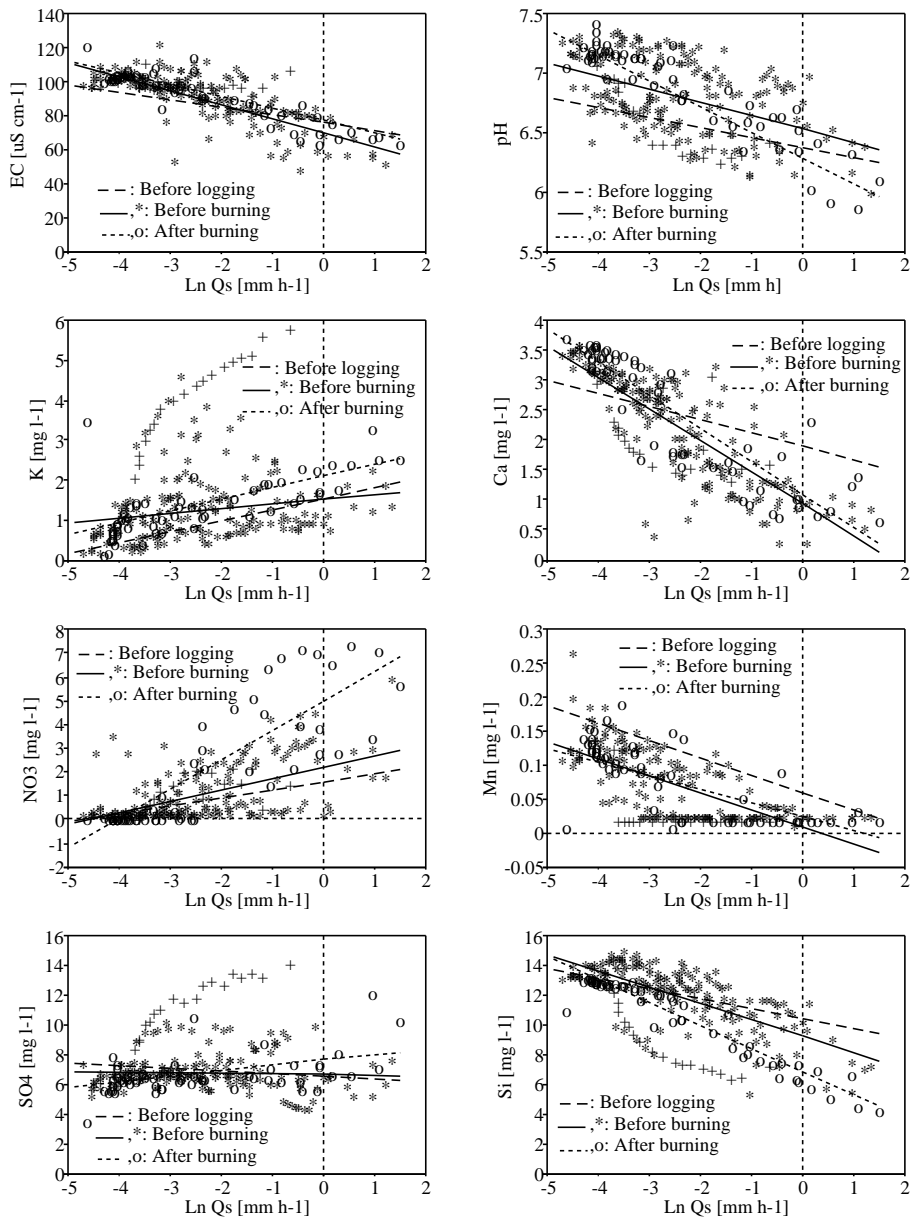 140
120
100
80
60
40
20
0
EC [uS cm-1]
: Before logging
,*: Before burning
,o: After burning
-5 -4 -3 -2 -1 0 1 2
Ln Qs [mm h-1]
7.5
7
6.5
6
5.5
pH
: Before logging
,*: Before burning
,o: After burning
-5 -4 -3 -2 -1 0 1 2
Ln Qs [mm h]
6
5
4
3
2
1
0
K [mg l-1]
: Before logging
,*: Before burning
,o: After burning
-5 -4 -3 -2 -1 0 1 2
Ln Qs [mm h-1]
4
3.5
3
2.5
2
1.5
1
0.5
0
Ca [mg l-1]
: Before logging
,*: Before burning
,o: After burning
-5 -4 -3 -2 -1 0 1 2
Ln Qs [mm h-1]
8
7
6
5
4
3
2
1
0
-1
-2
NO3 [mg l-1]
: Before logging
,*: Before burning
,o: After burning
-5 -4 -3 -2 -1 0 1 2
Ln Qs [mm h-1]
0.3
0.25
0.2
0.15
0.1
0.05
0
-0.05
Mn [mg l-1]
: Before logging
,*: Before burning
,o: After burning
-5 -4 -3 -2 -1 0 1 2
Ln Qs [mm h-1]
16
14
12
10
8
6
4
2
0
SO4 [mg l-1]
: Before logging
,*: Before burning
,o: After burning
-5 -4 -3 -2 -1 0 1 2
Ln Qs [mm h-1]
16
14
12
10
8
6
4
2
0
Si [mg l-1]
: Before logging
,*: Before burning
,o: After burning
-5 -4 -3 -2 -1 0 1 2
Ln Qs [mm h-1]